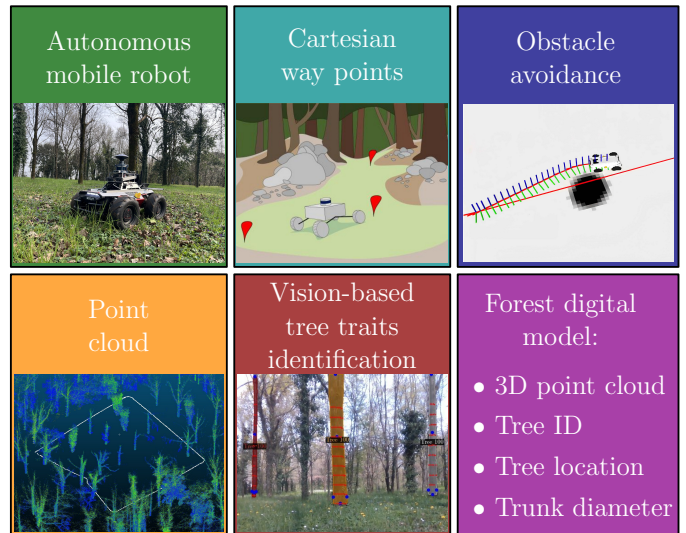 Autonomous
mobile robot
Cartesian
way points
Obstacle
avoidance
Point
cloud
Vision-based
tree traits
identification
Forest digital
model:
• 3D point cloud
• Tree ID
• Tree location
• Trunk diameter